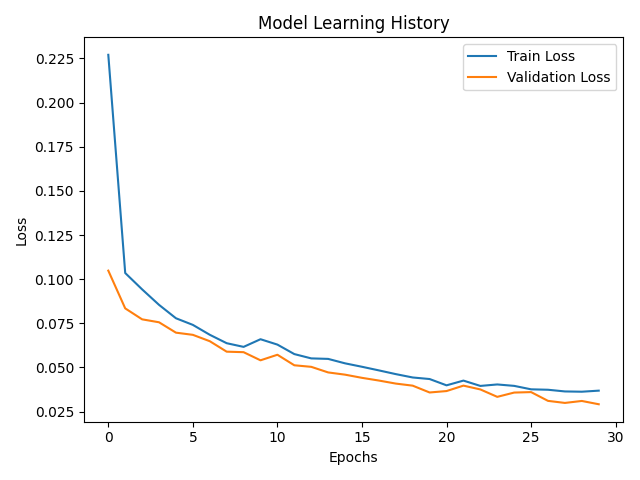 Model Learning History
Train Loss
Validation Loss
0.225
0.200
0.175
0.150
0.125
0.100
0.075
0.050
0.025
Loss
0 5 10 15 20 25 30
Epochs